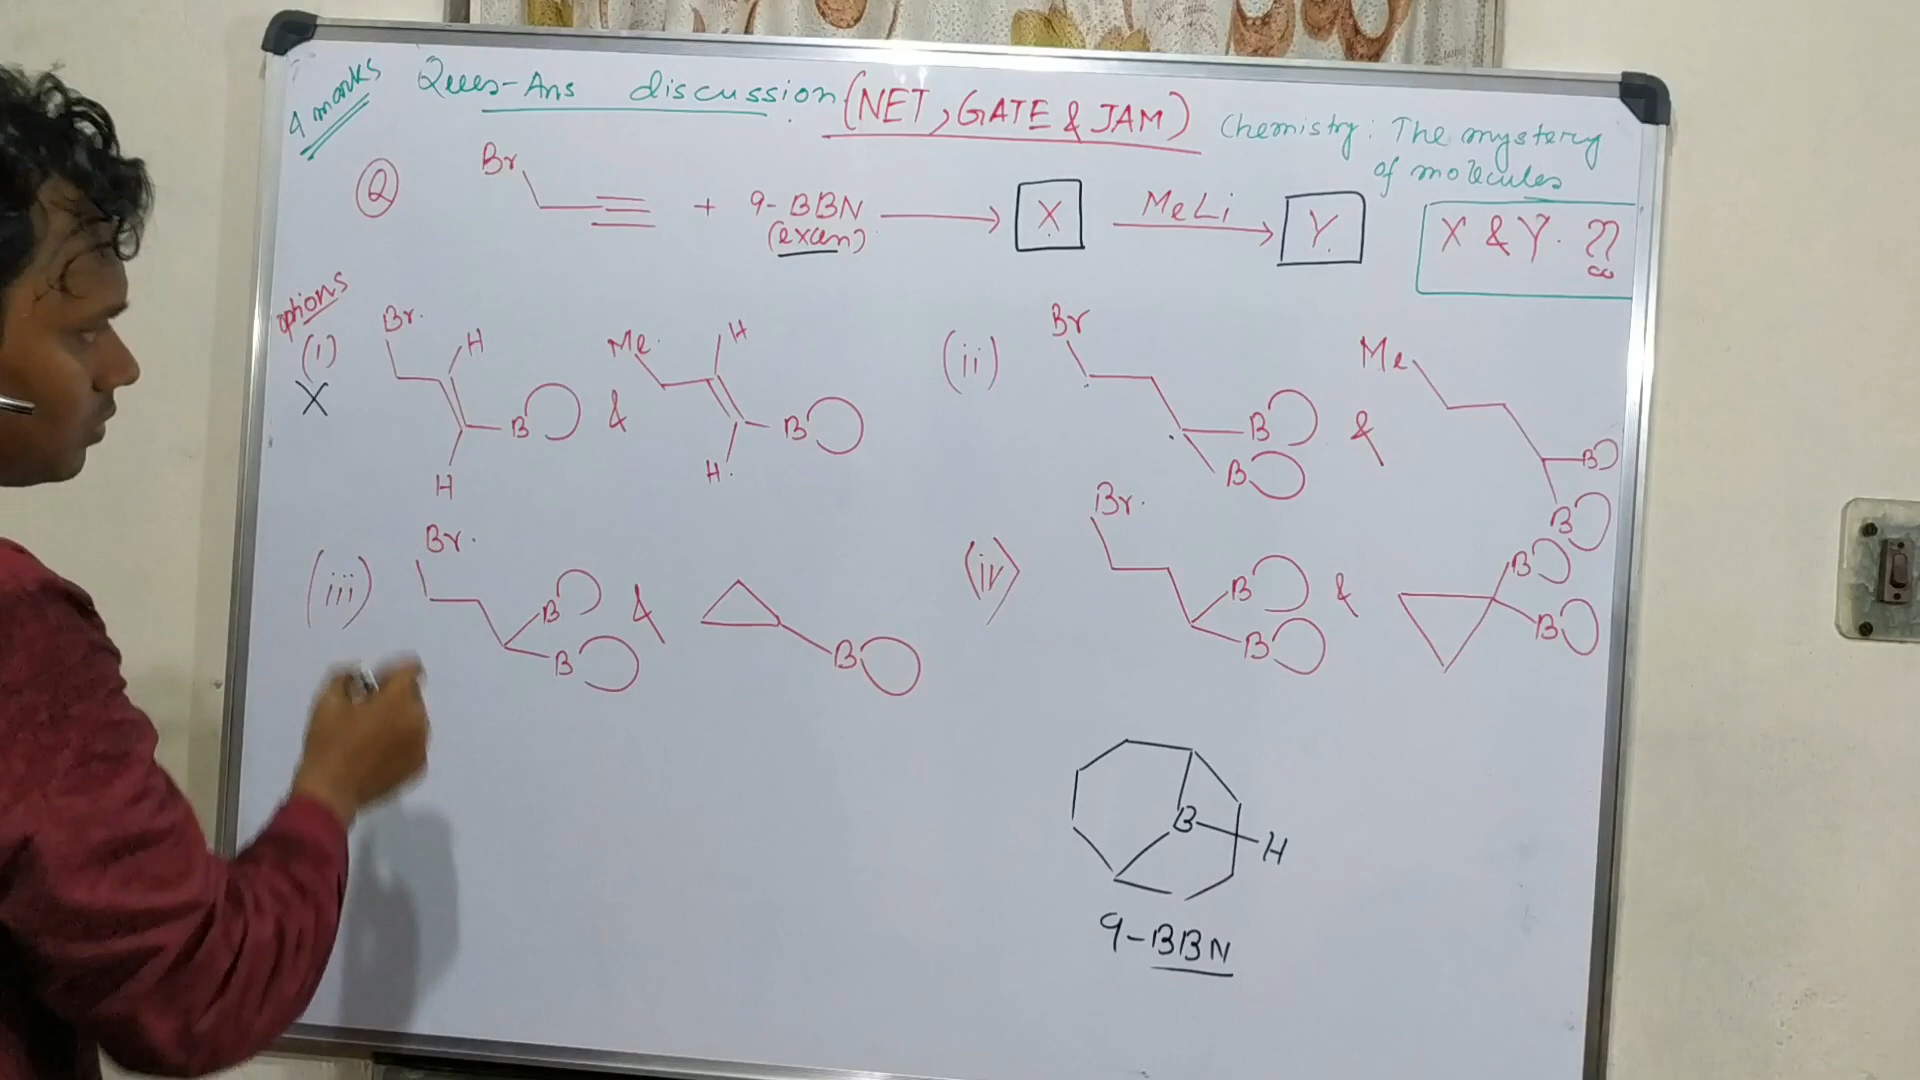 4 marks
Ques-Ans discussion (NET, GATE & JAM)
Chemistry: The mystery
of molecules
Q
Br
+ 9-BBN
(excen)
X
MeLi
Y
X & Y. ??
options
(i)
X
Br.
H
B
H
&
Me.
H
B
H.
(ii)
Br
B
B
&
Me
B
B
(iii)
Br.
B
B
&
B
(iv)
Br.
B
B
&
B
B
B
H
9-BBN